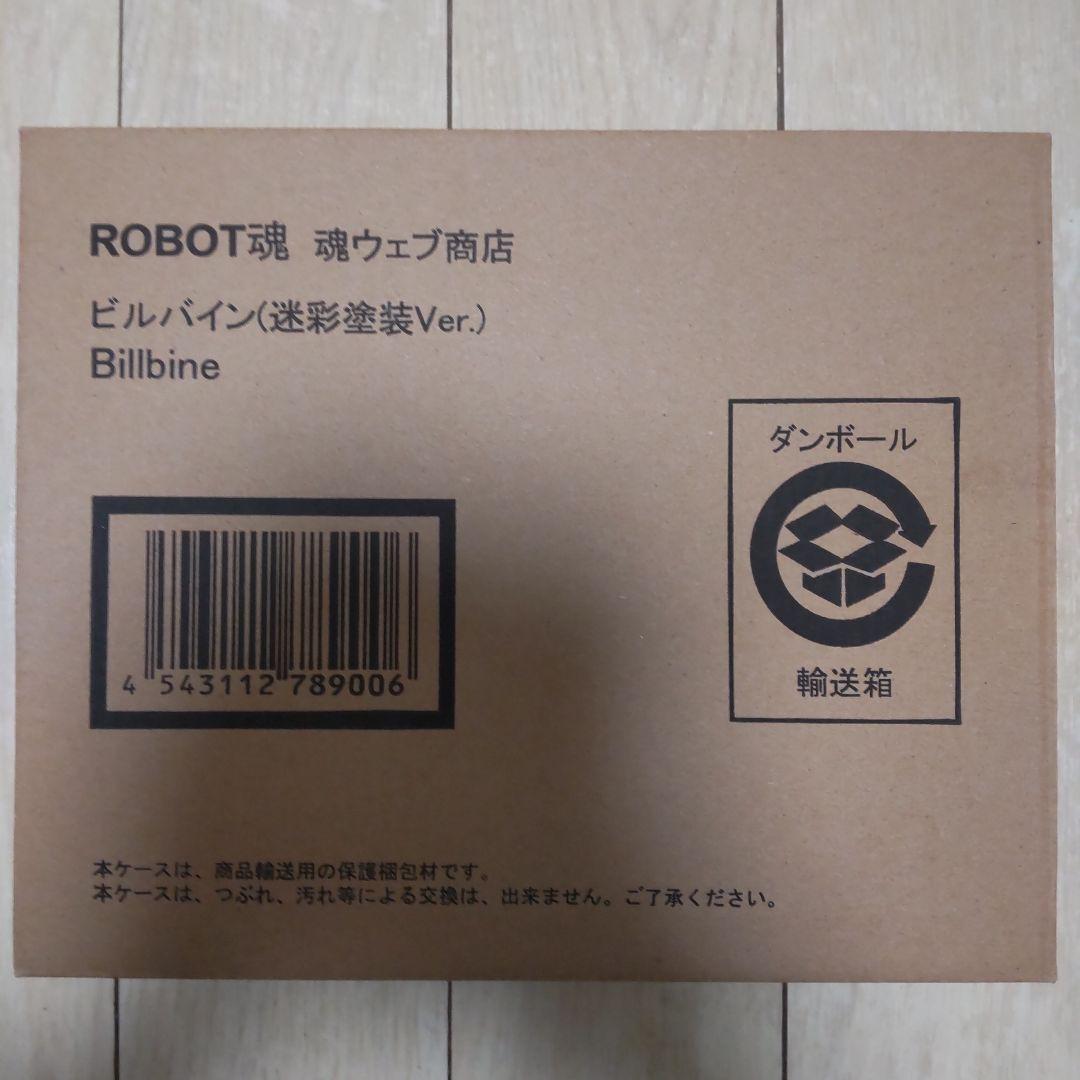 ROBOT魂 魂ウェブ商店
ビルバイン(迷彩塗装Ver.)
Billbine
ダンボール
輸送箱
4 543112 789006
本ケースは、商品輸送用の保護梱包材です。
本ケースは、つぶれ、汚れ等による交換は、出来ません。ご了承ください。